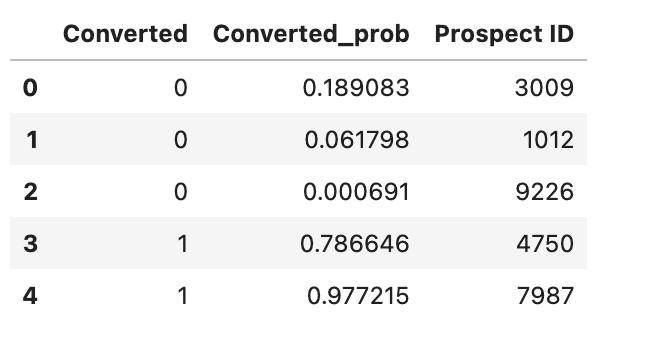 Converted Converted_prob Prospect ID
0 0 0.189083 3009
1 0 0.061798 1012
2 0 0.000691 9226
3 1 0.786646 4750
4 1 0.977215 7987